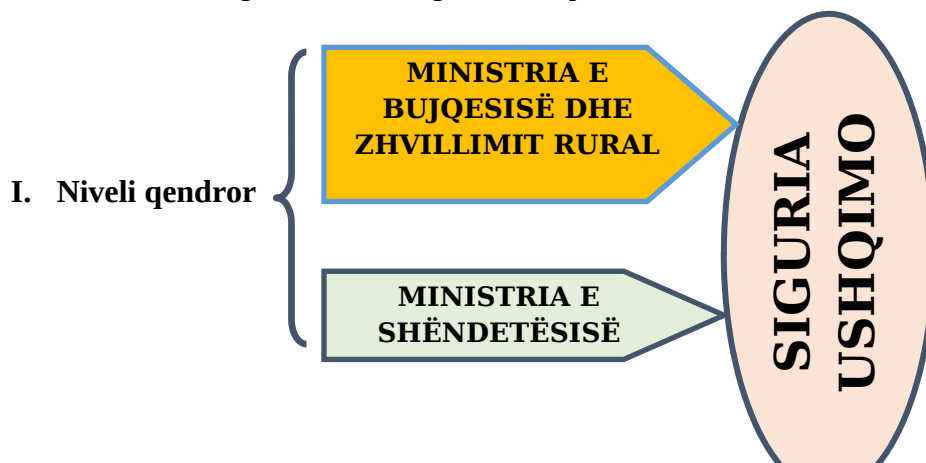 I. Niveli qendror
MINISTRIA E
BUJQESISË DHE
ZHVILLIMIT RURAL
MINISTRIA E
SHËNDETËSISË
SIGURIA
USHQIMO